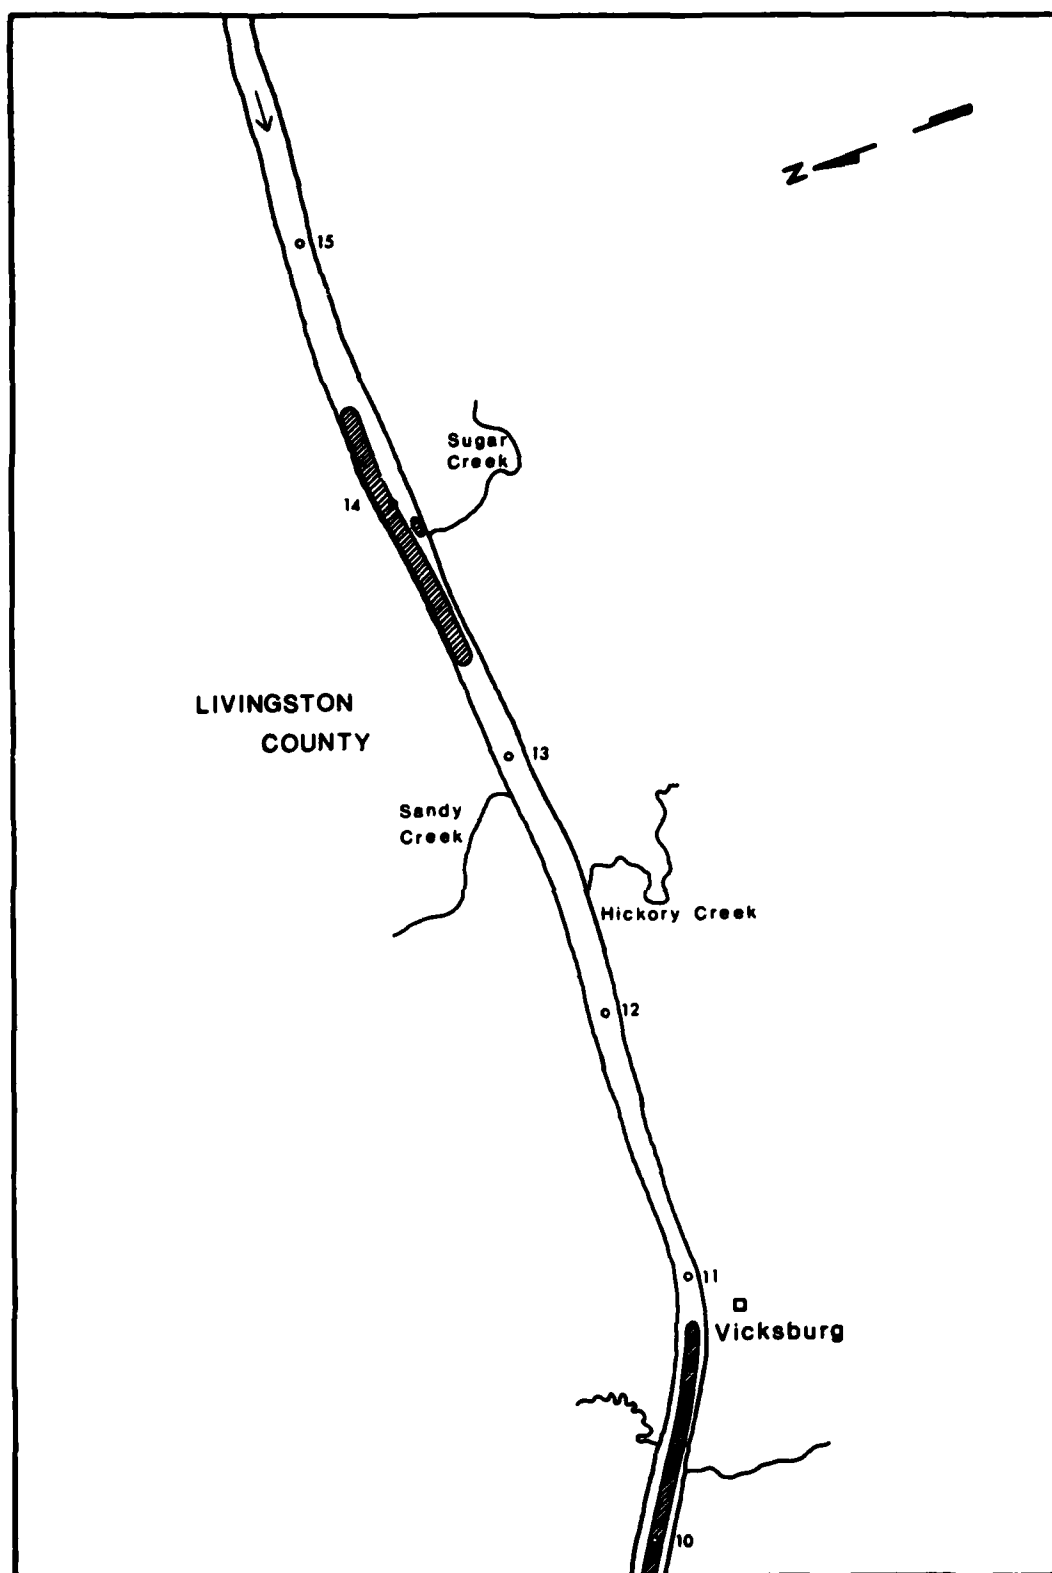 N
15
Sugar
Creek
14
LIVINGSTON
COUNTY
13
Sandy
Creek
Hickory Creek
12
11
Vicksburg
10